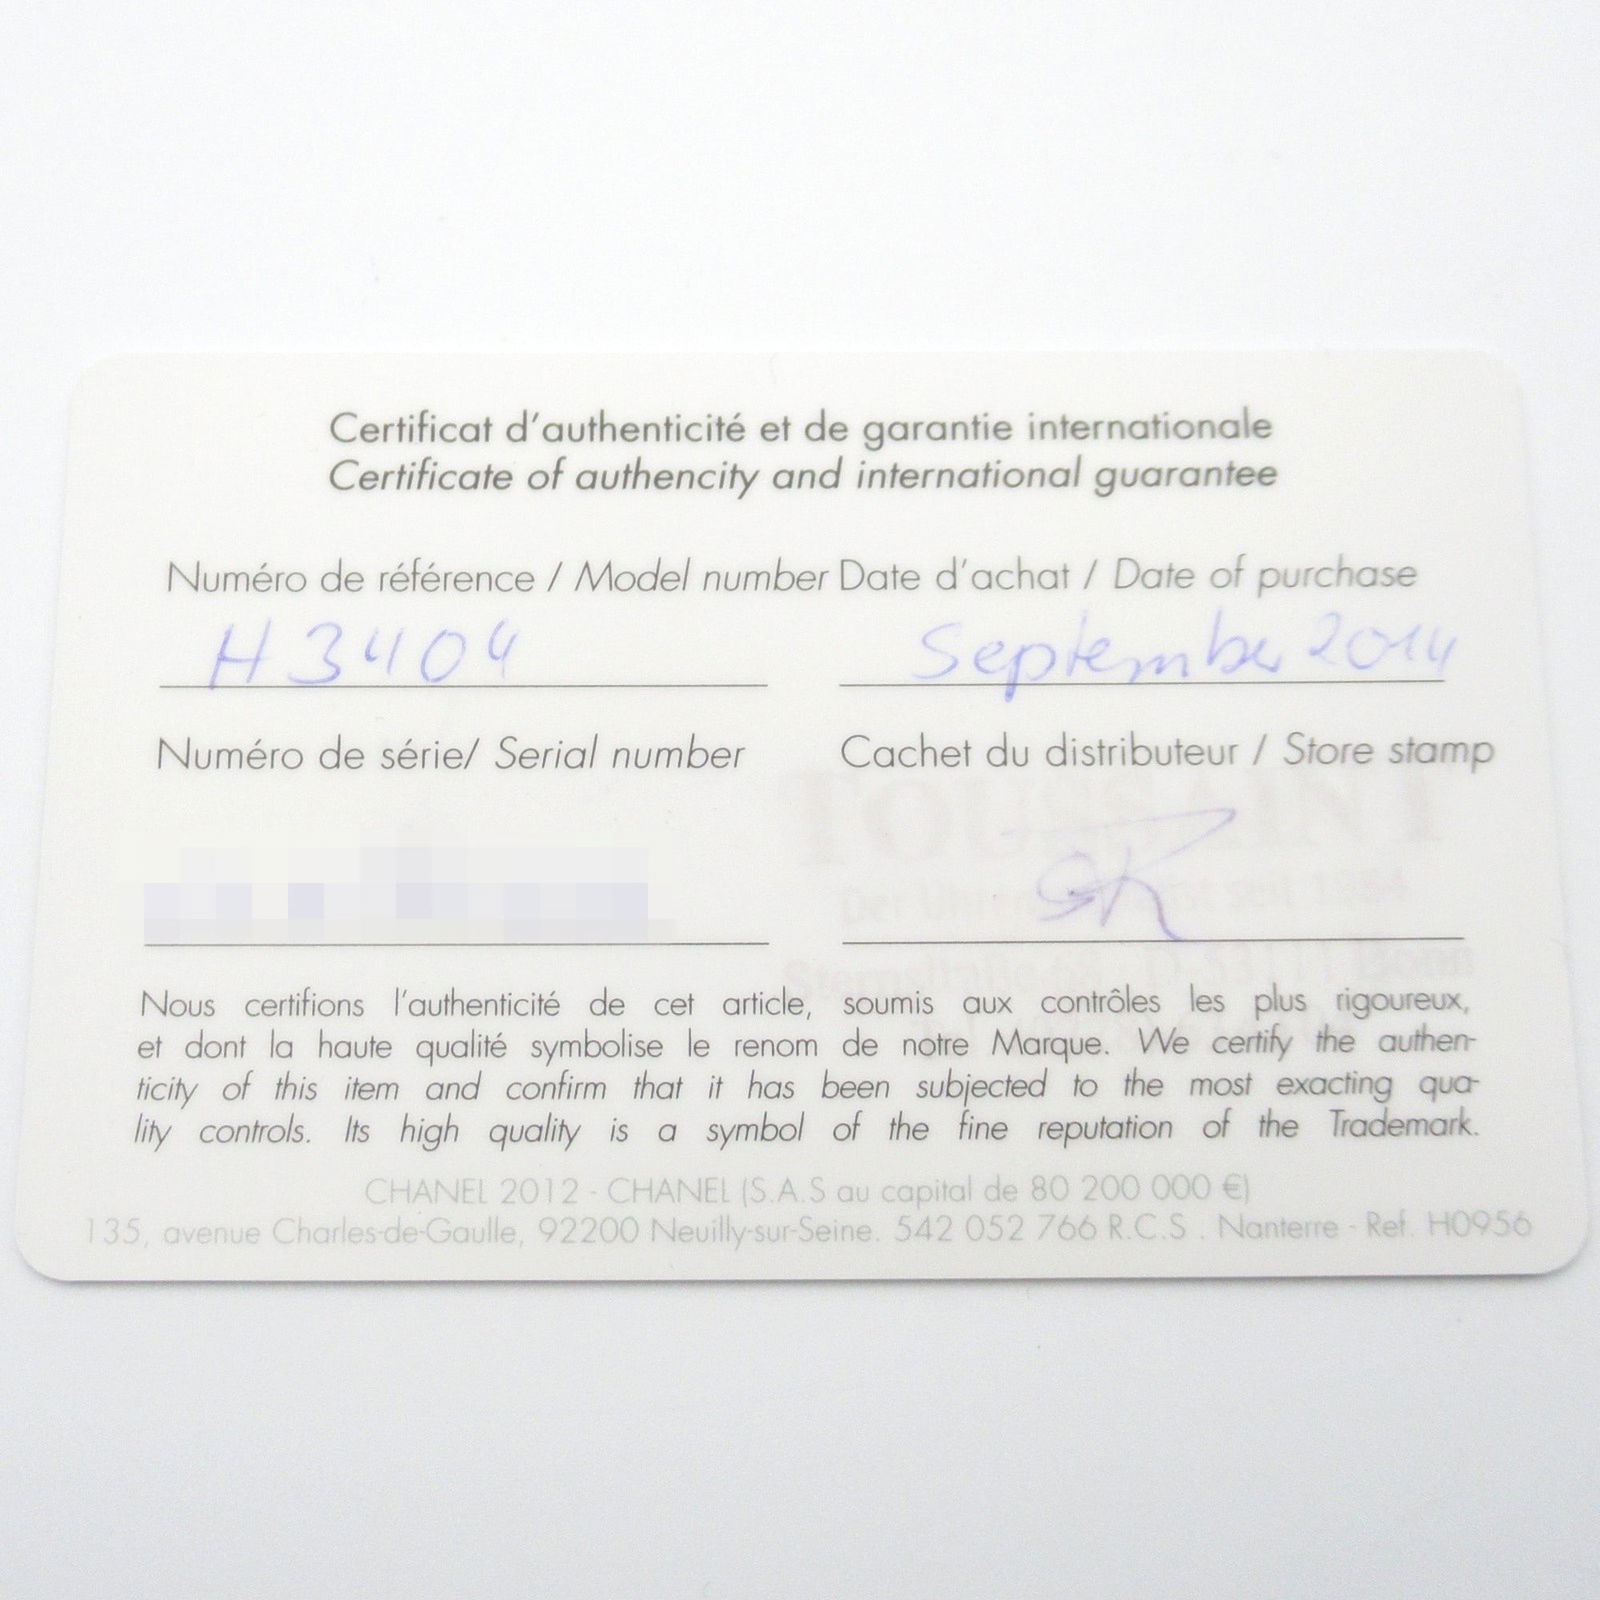 Certificat d'authenticité et de garantie internationale
Certificate of authencity and international guarantee
Numéro de référence / Model number Date d'achat / Date of purchase
H3404 September 2014
Numéro de série/ Serial number Cachet du distributeur / Store stamp
TOUSSAINT
Der seit
Bonn
Nous certifions l'authenticité de cet article, soumis aux contrôles les plus rigoureux,
et dont la haute qualité symbolise le renom de notre Marque. We certify the authen-
ticity of this item and confirm that it has been subjected to the most exacting qua-
lity controls. Its high quality is a symbol of the fine reputation of the Trademark.
CHANEL 2012 - CHANEL (S.A.S au capital de 80 200 000 €)
135, avenue Charles-de-Gaulle, 92200 Neuilly-sur-Seine. 542 052 766 R.C.S . Nanterre - Ref. H0956